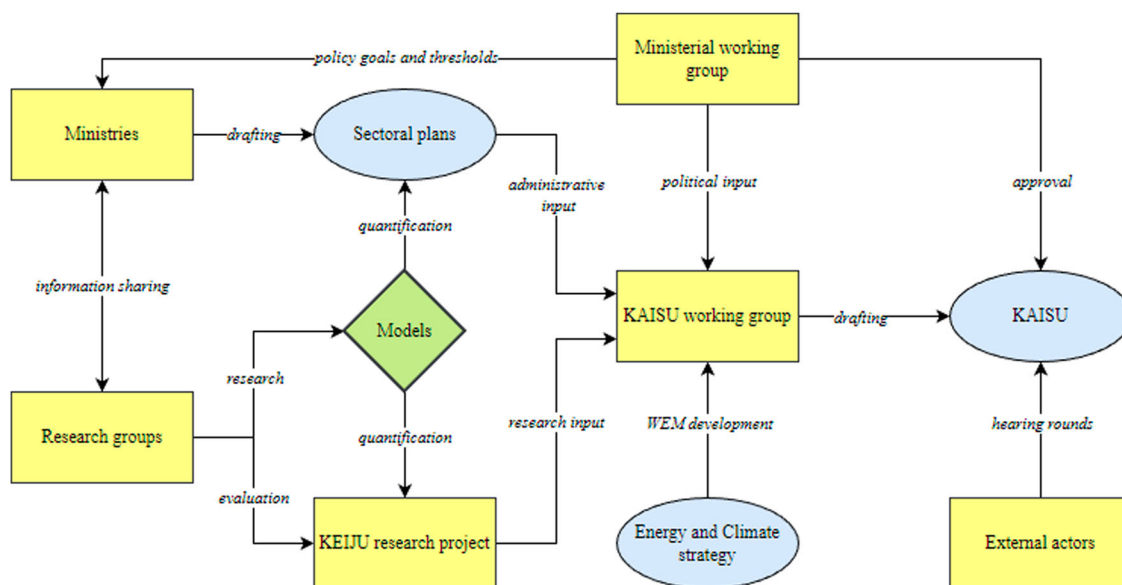 Ministerial working
group
policy goals and thresholds
Ministries
drafting
Sectoral plans
administrative
input
political input
approval
quantification
information sharing
KAISU working group
drafting
KAISU
Models
research
Research groups
quantification
research input
WEM development
hearing rounds
evaluation
KEIJU research project
Energy and Climate
strategy
External actors